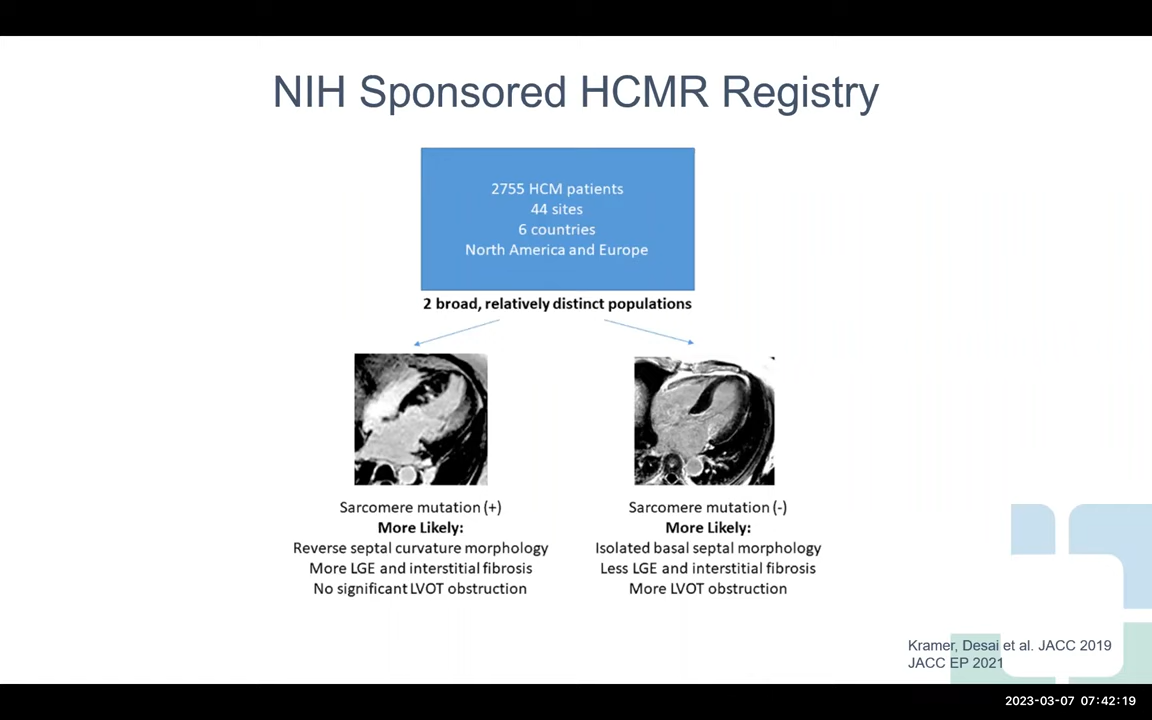 NIH Sponsored HCMR Registry
2755 HCM patients
44 sites
6 countries
North America and Europe
2 broad, relatively distinct populations
Sarcomere mutation (+)
More Likely:
Reverse septal curvature morphology
More LGE and interstitial fibrosis
No significant LVOT obstruction
Sarcomere mutation (-)
More Likely:
Isolated basal septal morphology
Less LGE and interstitial fibrosis
More LVOT obstruction
Kramer, Desai et al. JACC 2019
JACC EP 2021
2023-03-07 07:42:19